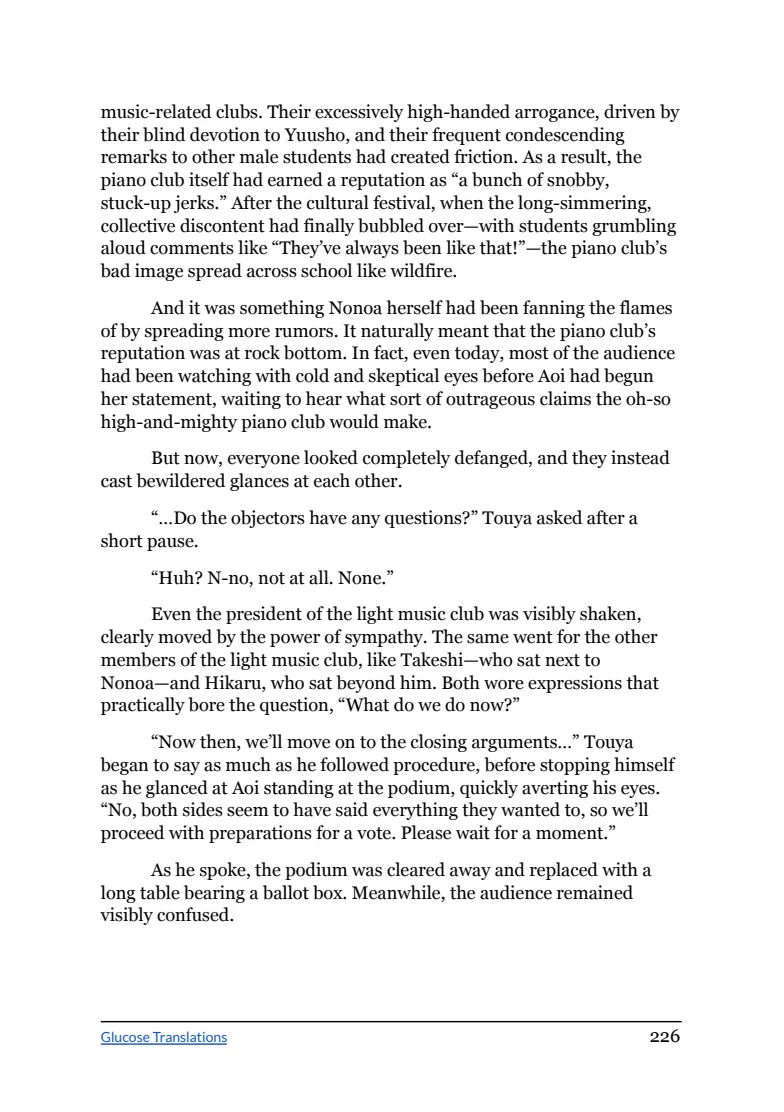 music-related clubs. Their excessively high-handed arrogance, driven by
their blind devotion to Yuusho, and their frequent condescending
remarks to other male students had created friction. As a result, the
piano club itself had earned a reputation as “a bunch of snobby,
stuck-up jerks.” After the cultural festival, when the long-simmering,
collective discontent had finally bubbled over—with students grumbling
aloud comments like “They’ve always been like that!”—the piano club’s
bad image spread across school like wildfire.
And it was something Nonoa herself had been fanning the flames
of by spreading more rumors. It naturally meant that the piano club’s
reputation was at rock bottom. In fact, even today, most of the audience
had been watching with cold and skeptical eyes before Aoi had begun
her statement, waiting to hear what sort of outrageous claims the oh-so
high-and-mighty piano club would make.
But now, everyone looked completely defanged, and they instead
cast bewildered glances at each other.
“…Do the objectors have any questions?” Touya asked after a
short pause.
“Huh? N-no, not at all. None.”
Even the president of the light music club was visibly shaken,
clearly moved by the power of sympathy. The same went for the other
members of the light music club, like Takeshi—who sat next to
Nonoa—and Hikaru, who sat beyond him. Both wore expressions that
practically bore the question, “What do we do now?”
“Now then, we’ll move on to the closing arguments…” Touya
began to say as much as he followed procedure, before stopping himself
as he glanced at Aoi standing at the podium, quickly averting his eyes.
“No, both sides seem to have said everything they wanted to, so we’ll
proceed with preparations for a vote. Please wait for a moment.”
As he spoke, the podium was cleared away and replaced with a
long table bearing a ballot box. Meanwhile, the audience remained
visibly confused.
Glucose Translations 226